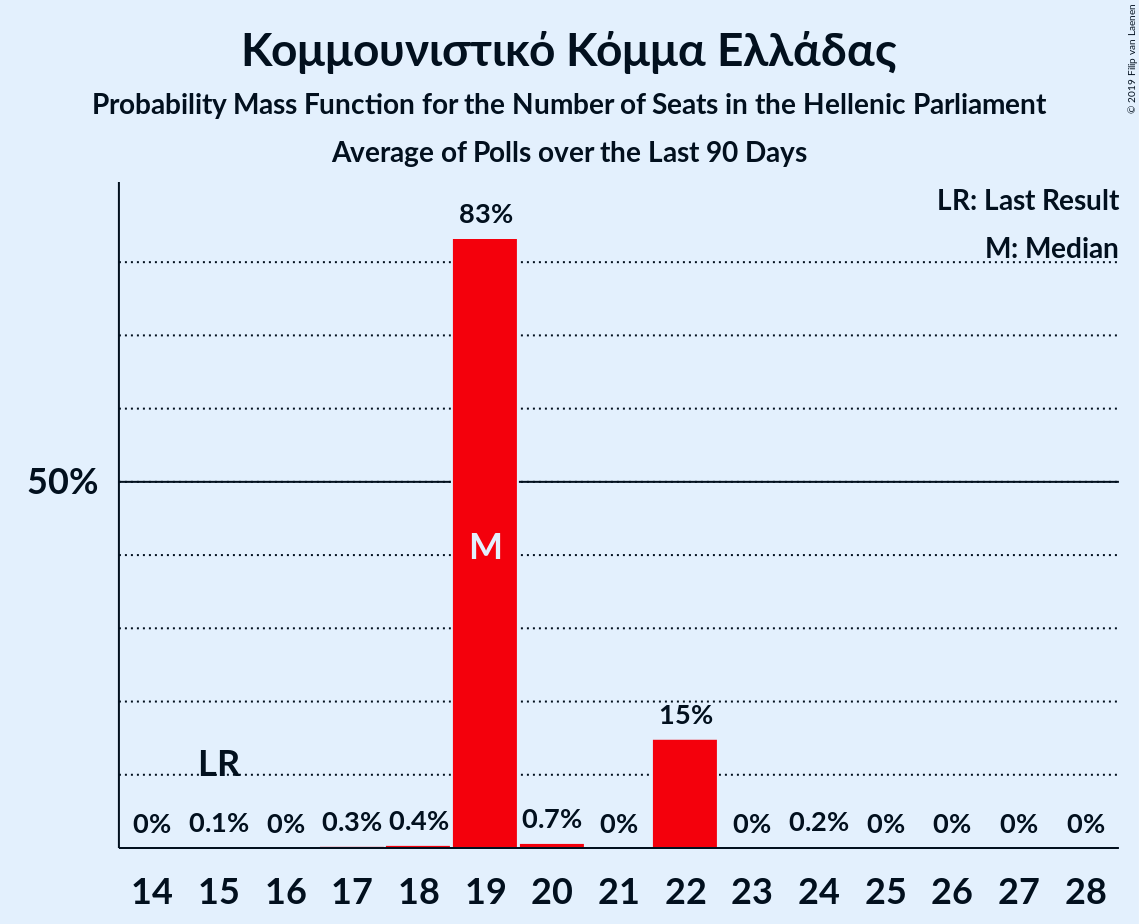 Κομμουνιστικό Κόμμα Ελλάδας
Probability Mass Function for the Number of Seats in the Hellenic Parliament
Average of Polls over the Last 90 Days
© 2019 Filip van Laenen
LR: Last Result
M: Median
83%
50%
M
15%
LR
0% 0.1% 0% 0.3% 0.4% 0.7% 0% 0% 0.2% 0% 0% 0% 0%
14 15 16 17 18 19 20 21 22 23 24 25 26 27 28